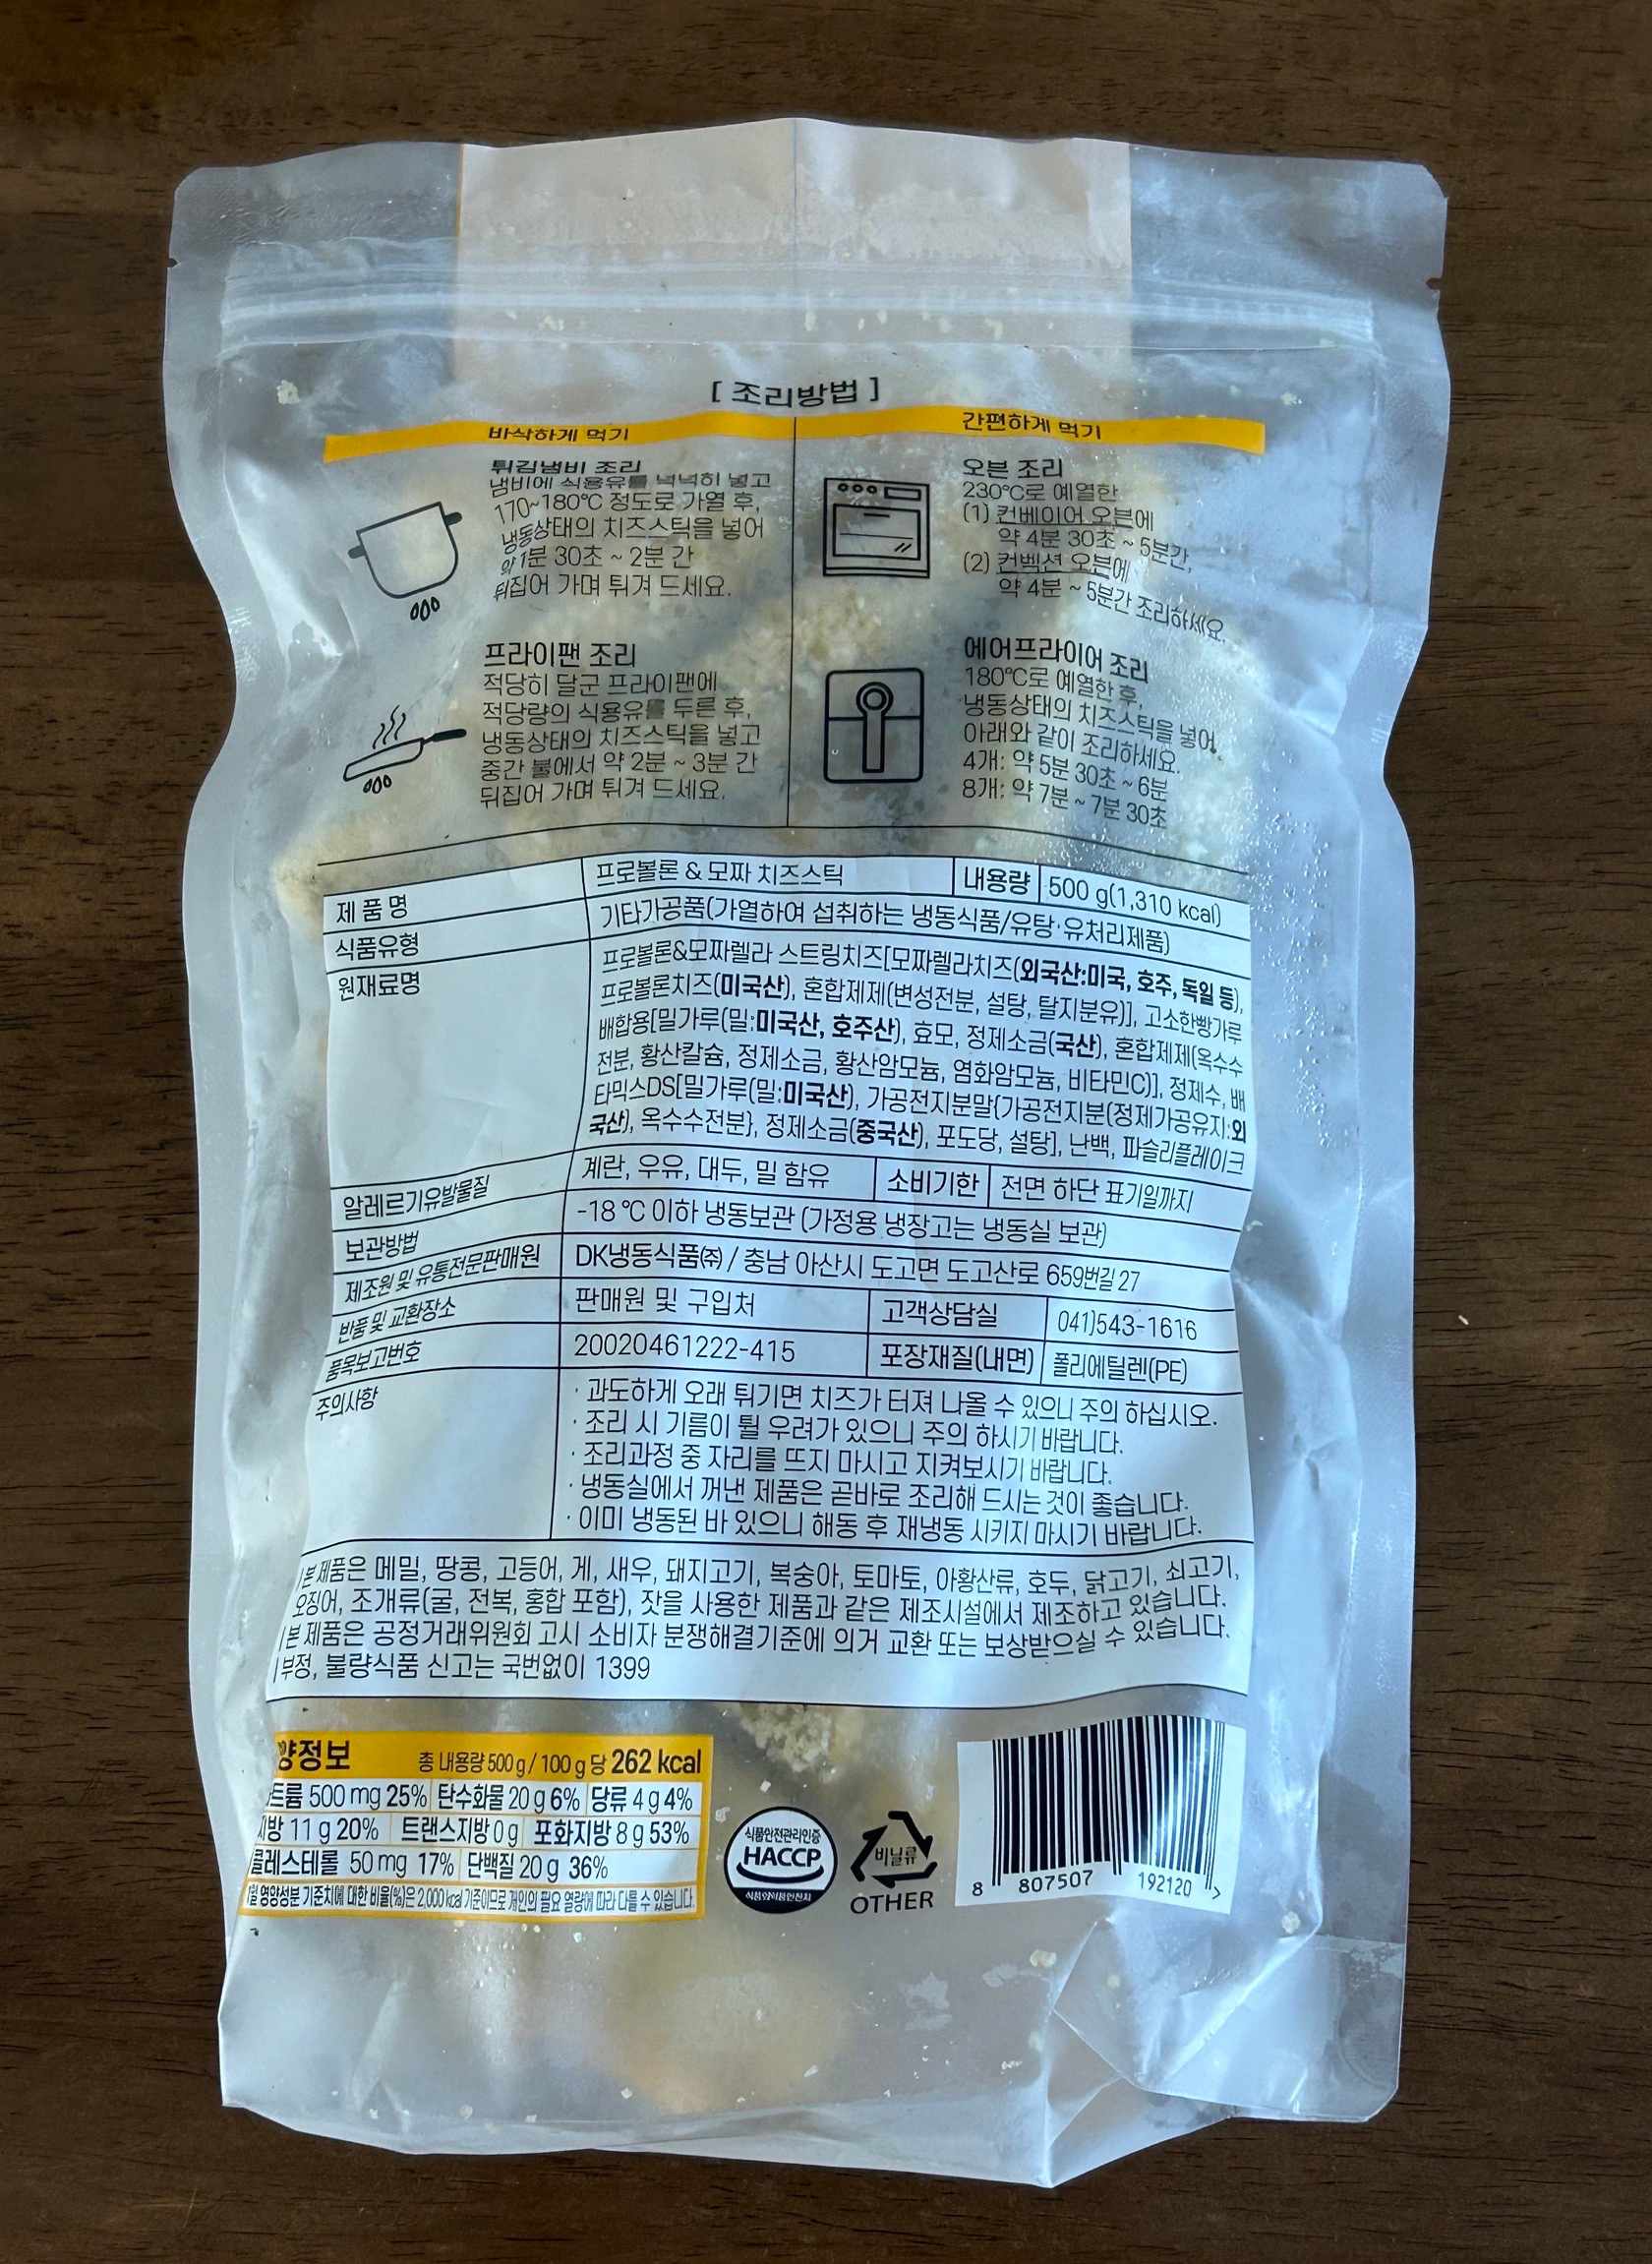 [ 조리방법 ]
바삭하게 먹기
튀김냄비 조리
냄비에 식용유를 넉넉히 넣고
170~180℃ 정도로 가열 후,
냉동상태의 치즈스틱을 넣어
약 1분 30초 ~ 2분 간
뒤집어 가며 튀겨 드세요.
프라이팬 조리
적당히 달군 프라이팬에
적당량의 식용유를 두른 후,
냉동상태의 치즈스틱을 넣고
중간 불에서 약 2분 ~ 3분 간
뒤집어 가며 튀겨 드세요.
간편하게 먹기
오븐 조리
230℃로 예열한
(1) 컨베이어 오븐에
약 4분 30초 ~ 5분간,
(2) 컨벡션 오븐에
약 4분 ~ 5분간 조리하세요.
에어프라이어 조리
180℃로 예열한 후,
냉동상태의 치즈스틱을 넣어,
아래와 같이 조리하세요.
4개: 약 5분 30초 ~ 6분
8개: 약 7분 ~ 7분 30초
제 품 명 프로볼론 & 모짜 치즈스틱 내용량 500 g(1,310 kcal)
식품유형 기타가공품(가열하여 섭취하는 냉동식품/유탕·유처리제품)
원재료명 프로볼론&모짜렐라 스트링치즈[모짜렐라치즈(외국산:미국, 호주, 독일 등),
프로볼론치즈(미국산), 혼합제제(변성전분, 설탕, 탈지분유)], 고소한빵가루
배합용[밀가루(밀:미국산, 호주산), 효모, 정제소금(국산), 혼합제제(옥수수
전분, 황산칼슘, 정제소금, 황산암모늄, 염화암모늄, 비타민C)], 정제수, 배
타믹스DS[밀가루(밀:미국산), 가공전지분말{가공전지분(정제가공유지:외
국산), 옥수수전분}, 정제소금(중국산), 포도당, 설탕], 난백, 파슬리플레이크
알레르기유발물질 계란, 우유, 대두, 밀 함유 소비기한 전면 하단 표기일까지
보관방법 -18 ℃ 이하 냉동보관 (가정용 냉장고는 냉동실 보관)
제조원 및 유통전문판매원 DK냉동식품㈜ / 충남 아산시 도고면 도고산로 659번길 27
반품 및 교환장소 판매원 및 구입처 고객상담실 041)543-1616
품목보고번호 20020461222-415 포장재질(내면) 폴리에틸렌(PE)
주의사항 · 과도하게 오래 튀기면 치즈가 터져 나올 수 있으니 주의 하십시오.
· 조리 시 기름이 튈 우려가 있으니 주의 하시기 바랍니다.
· 조리과정 중 자리를 뜨지 마시고 지켜보시기 바랍니다.
· 냉동실에서 꺼낸 제품은 곧바로 조리해 드시는 것이 좋습니다.
· 이미 냉동된 바 있으니 해동 후 재냉동 시키지 마시기 바랍니다.
본 제품은 메밀, 땅콩, 고등어, 게, 새우, 돼지고기, 복숭아, 토마토, 아황산류, 호두, 닭고기, 쇠고기,
오징어, 조개류(굴, 전복, 홍합 포함), 잣을 사용한 제품과 같은 제조시설에서 제조하고 있습니다.
본 제품은 공정거래위원회 고시 소비자 분쟁해결기준에 의거 교환 또는 보상받으실 수 있습니다.
부정, 불량식품 신고는 국번없이 1399
양정보 총 내용량 500 g / 100 g 당 262 kcal
트륨 500 mg 25% 탄수화물 20 g 6% 당류 4 g 4%
지방 11 g 20% 트랜스지방 0 g 포화지방 8 g 53%
콜레스테롤 50 mg 17% 단백질 20 g 36%
1일 영양성분 기준치에 대한 비율(%)은 2,000 kcal 기준이므로 개인의 필요 열량에 따라 다를 수 있습니다.
식품안전관리인증
HACCP
식품의약품안전처
비닐류
OTHER
8 807507 192120 >